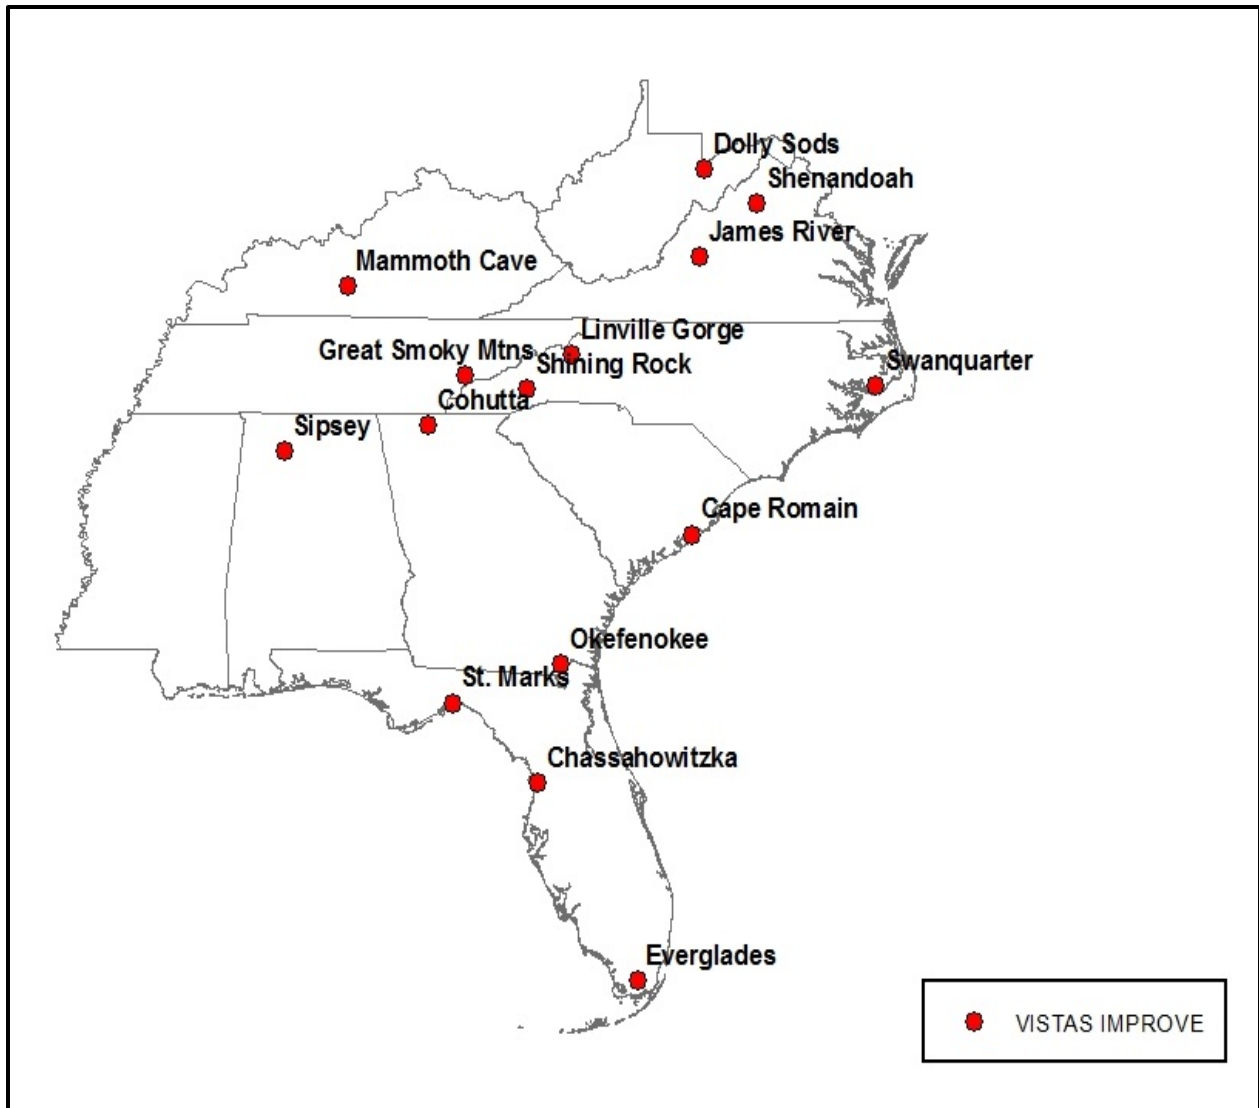 Dolly Sods
Shenandoah
James River
Mammoth Cave
Linville Gorge
Great Smoky Mtns
Shining Rock
Swanquarter
Cohutta
Sipsey
Cape Romain
Okefenokee
St. Marks
Chassahowitzka
Everglades
VISTAS IMPROVE